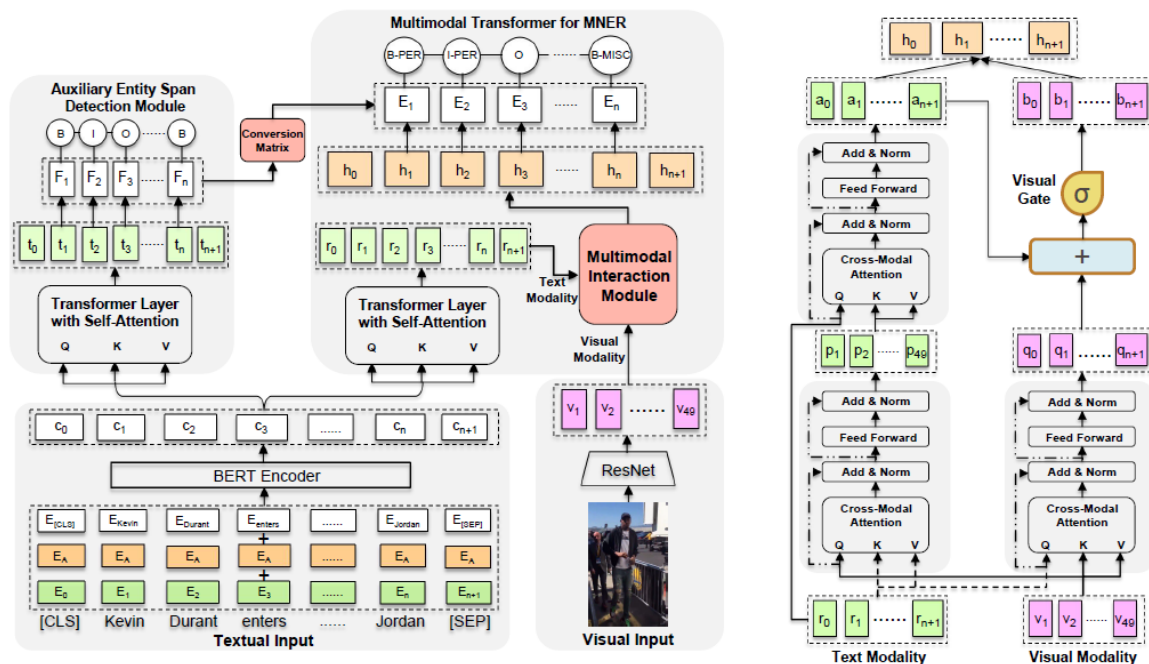 Multimodal Transformer for MNER
B-PER I-PER O ...... B-MISC
E1 E2 E3 ...... En
Auxiliary Entity Span
Detection Module
B I O ...... B
Conversion
Matrix
F1 F2 F3 ...... Fn
h0 h1 h2 h3 ...... hn hn+1
t0 t1 t2 t3 ...... tn tn+1
r0 r1 r2 r3 ...... rn rn+1
Text
Modality
Multimodal
Interaction
Module
Transformer Layer
with Self-Attention
Q K V
Transformer Layer
with Self-Attention
Q K V
Visual
Modality
c0 c1 c2 c3 ...... cn cn+1
BERT Encoder
E[CLS] EKevin EDurant Eenters ...... EJordan E[SEP]
+
EA EA EA EA ...... EA EA
+
E0 E1 E2 E3 ...... En En+1
[CLS] Kevin Durant enters ...... Jordan [SEP]
Textual Input
v1 v2 ...... v49
ResNet
Visual Input
h0 h1 ...... hn+1
a0 a1 ...... an+1
b0 b1 ...... bn+1
Add & Norm
Feed Forward
Add & Norm
Cross-Modal
Attention
Q K V
Visual
Gate
σ
+
p1 p2 ...... p49
q0 q1 ...... qn+1
Add & Norm
Feed Forward
Add & Norm
Cross-Modal
Attention
Q K V
Add & Norm
Feed Forward
Add & Norm
Cross-Modal
Attention
Q K V
r0 r1 ...... rn+1
Text Modality
v1 v2 ...... v49
Visual Modality